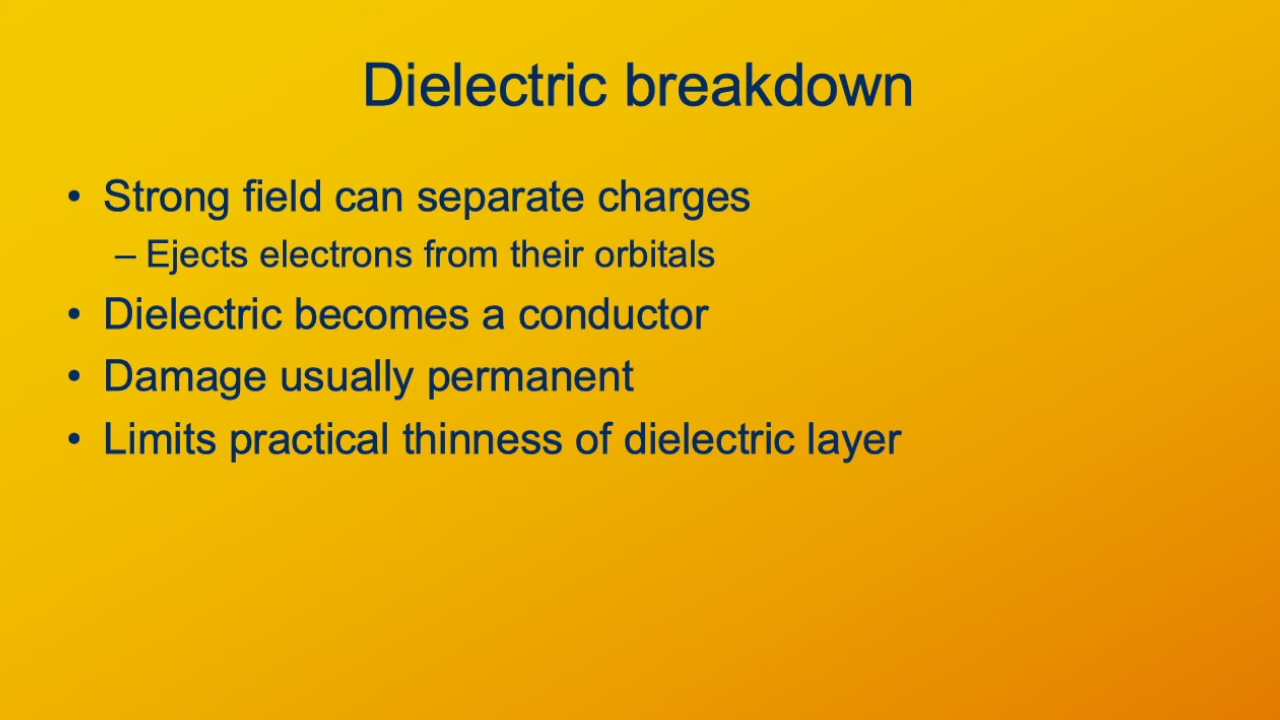 Dielectric breakdown
• Strong field can separate charges
– Ejects electrons from their orbitals
• Dielectric becomes a conductor
• Damage usually permanent
• Limits practical thinness of dielectric layer